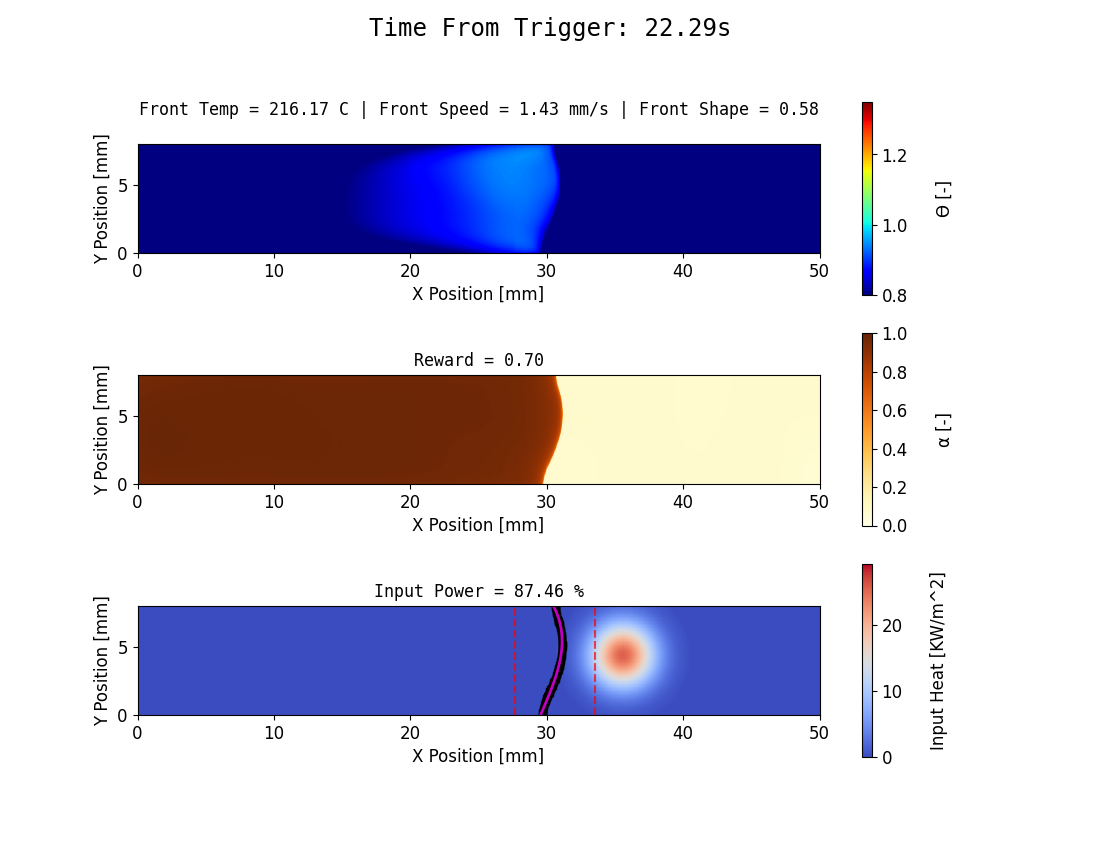 Time From Trigger: 22.29s
Front Temp = 216.17 C | Front Speed = 1.43 mm/s | Front Shape = 0.58
Y Position [mm]
5
0
0 10 20 30 40 50
X Position [mm]
1.2
1.0
0.8
Θ [-]
Reward = 0.70
Y Position [mm]
5
0
0 10 20 30 40 50
X Position [mm]
1.0
0.8
0.6
0.4
0.2
0.0
α [-]
Input Power = 87.46 %
Y Position [mm]
5
0
0 10 20 30 40 50
X Position [mm]
20
10
0
Input Heat [KW/m^2]